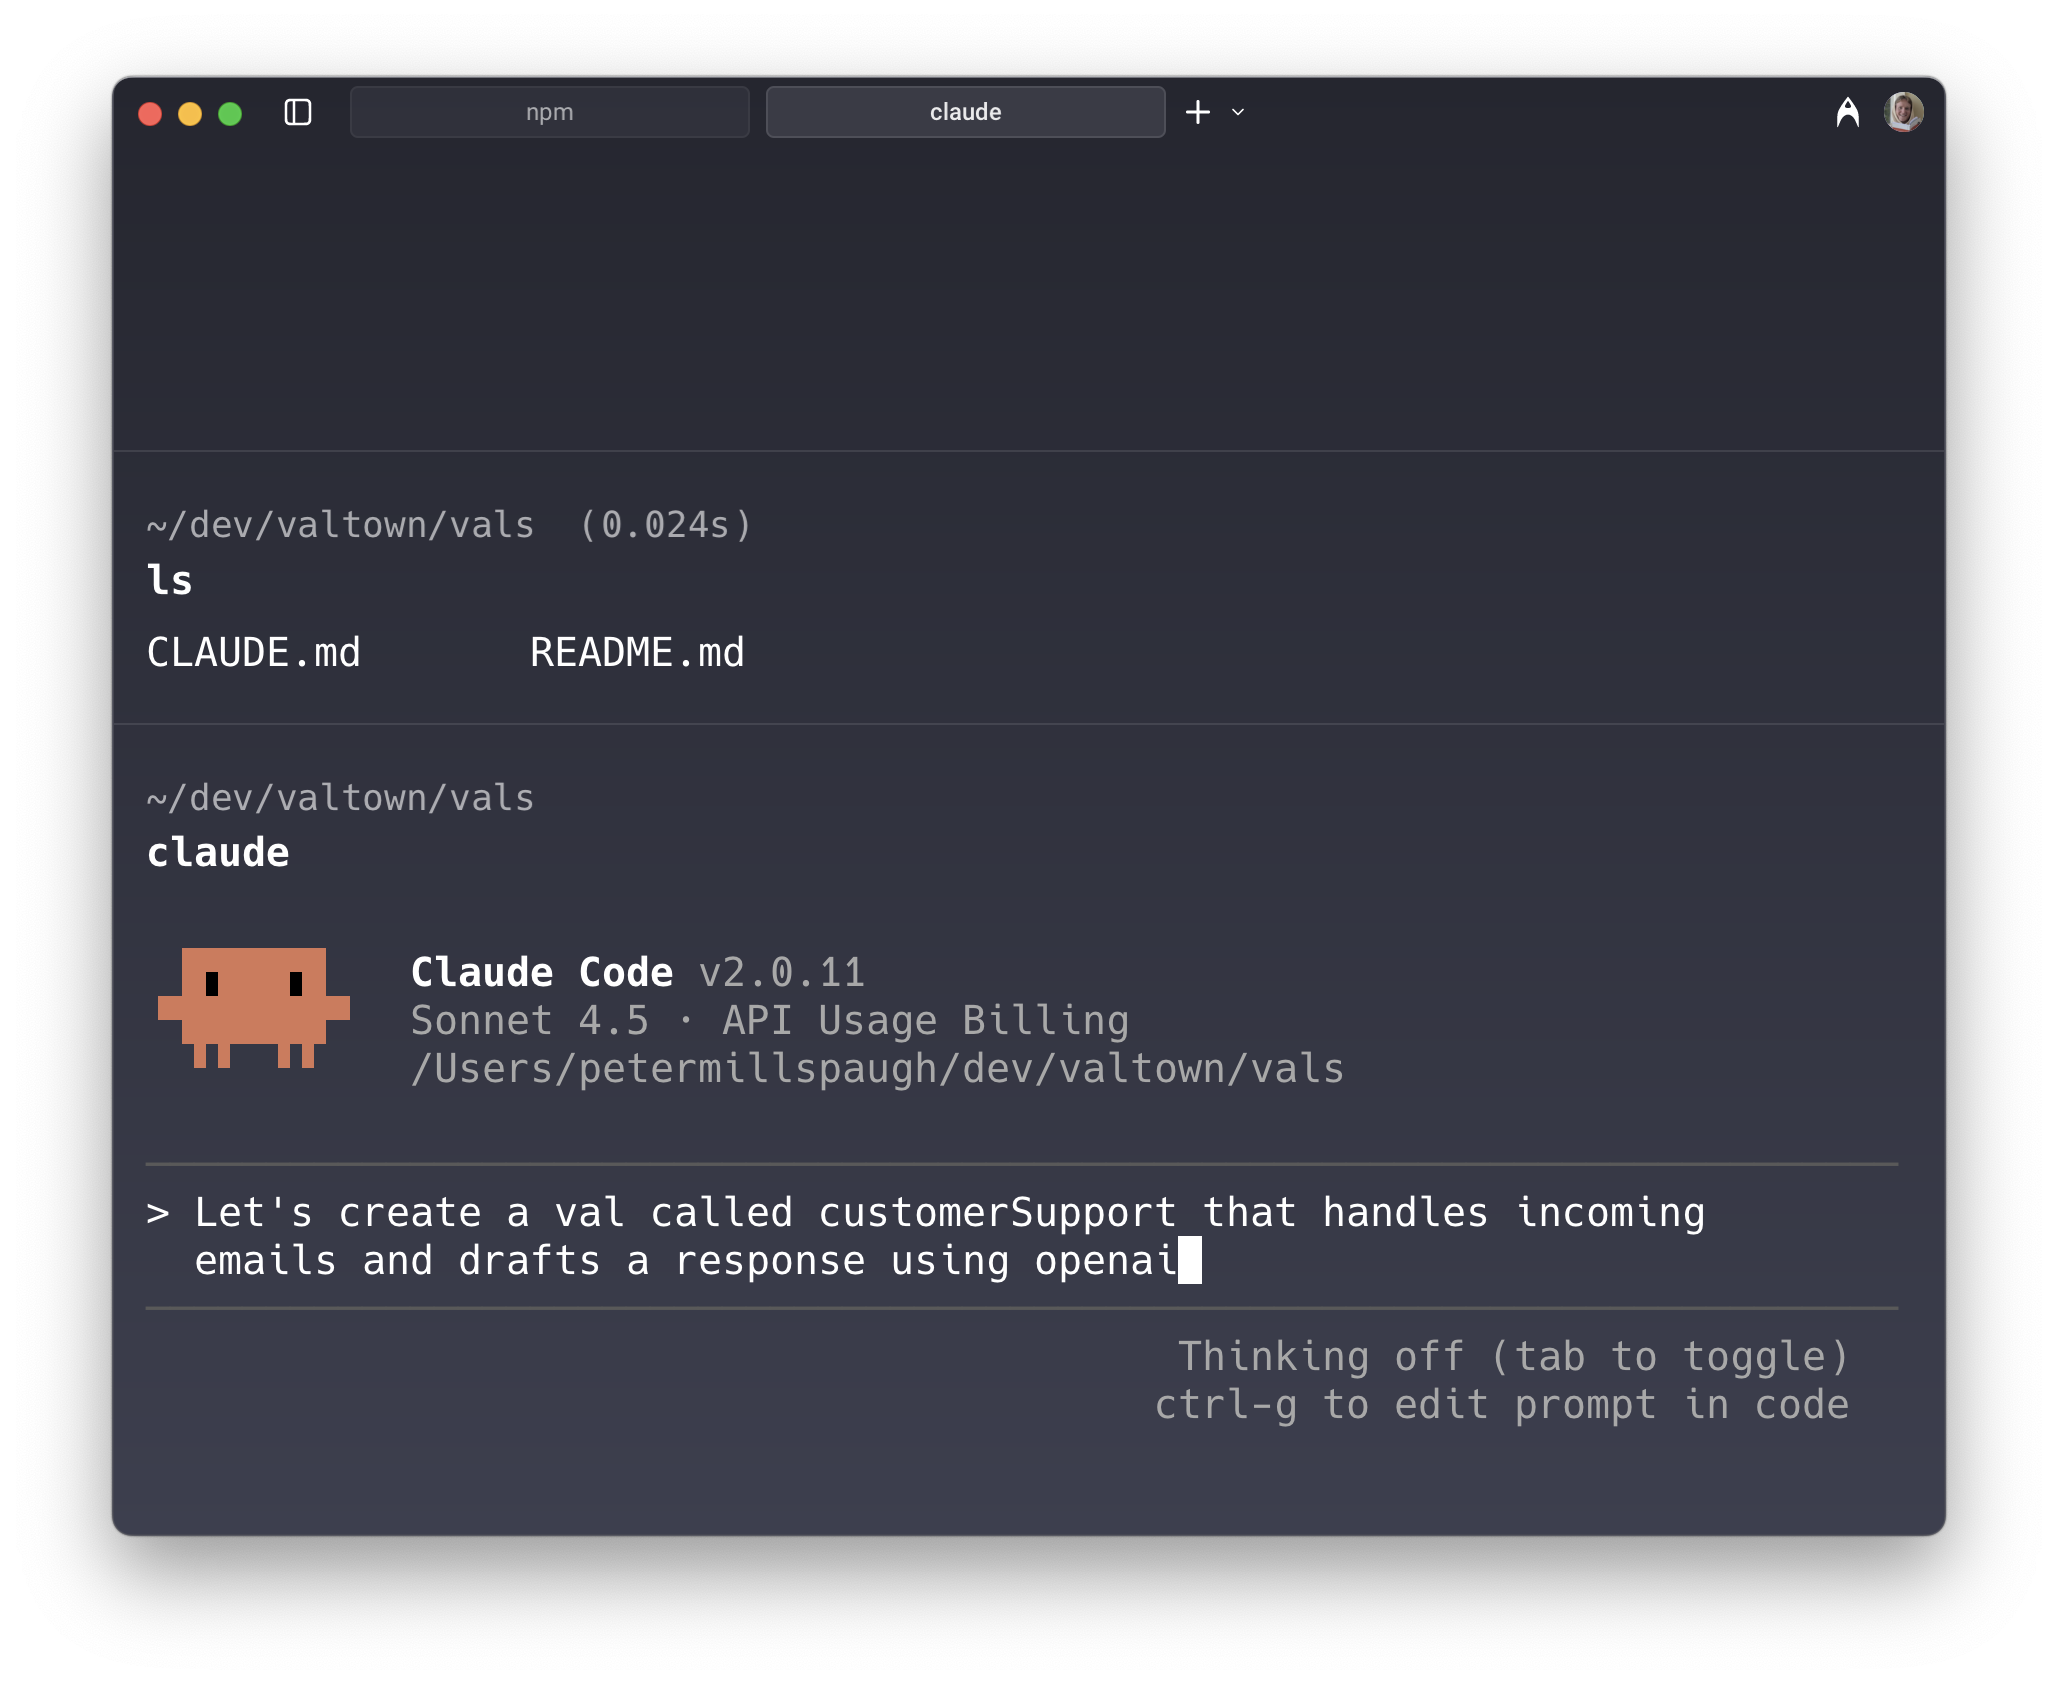 npm
claude
~/dev/valtown/vals (0.024s)
ls
CLAUDE.md README.md
~/dev/valtown/vals
claude
Claude Code v2.0.11
Sonnet 4.5 · API Usage Billing
/Users/petermillspaugh/dev/valtown/vals
> Let's create a val called customerSupport that handles incoming
emails and drafts a response using openai
Thinking off (tab to toggle)
ctrl-g to edit prompt in code